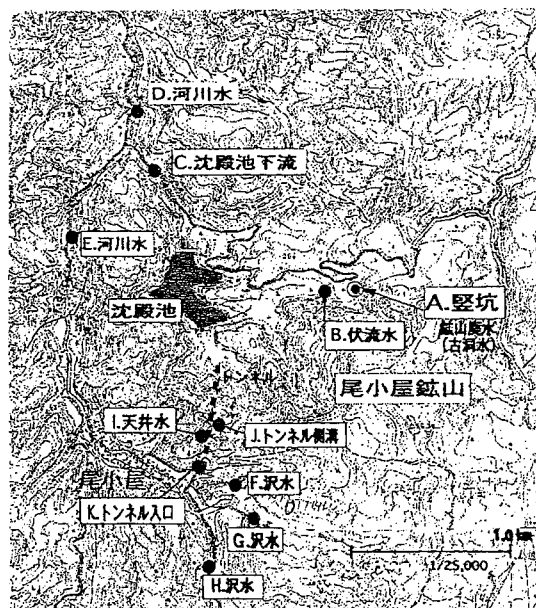 D.河川水
C.沈殿池下流
E.河川水
A.竪坑
鉱山廃水
(古洞水)
沈殿池
B.伏流水
トンネル
尾小屋鉱山
I.天井水
J.トンネル側溝
尾小屋
F.沢水
K.トンネル入口
G.沢水
1.0 km
1/25,000
H.沢水